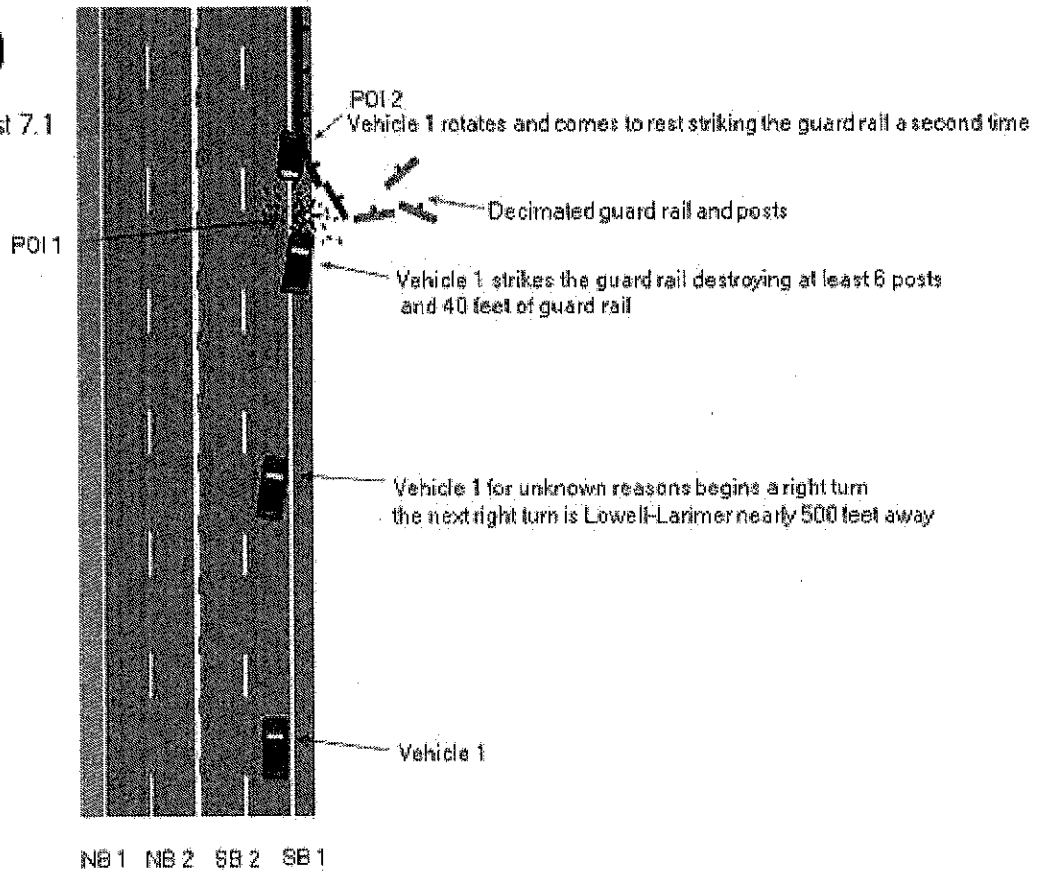 st 7.1
POI 2
Vehicle 1 rotates and comes to rest striking the guard rail a second time
Decimated guard rail and posts
POI 1
Vehicle 1 strikes the guard rail destroying at least 6 posts
and 40 feet of guard rail
Vehicle 1 for unknown reasons begins a right turn
the next right turn is Lowell-Larimer nearly 500 feet away
Vehicle 1
NB 1 NB 2 SB 2 SB 1